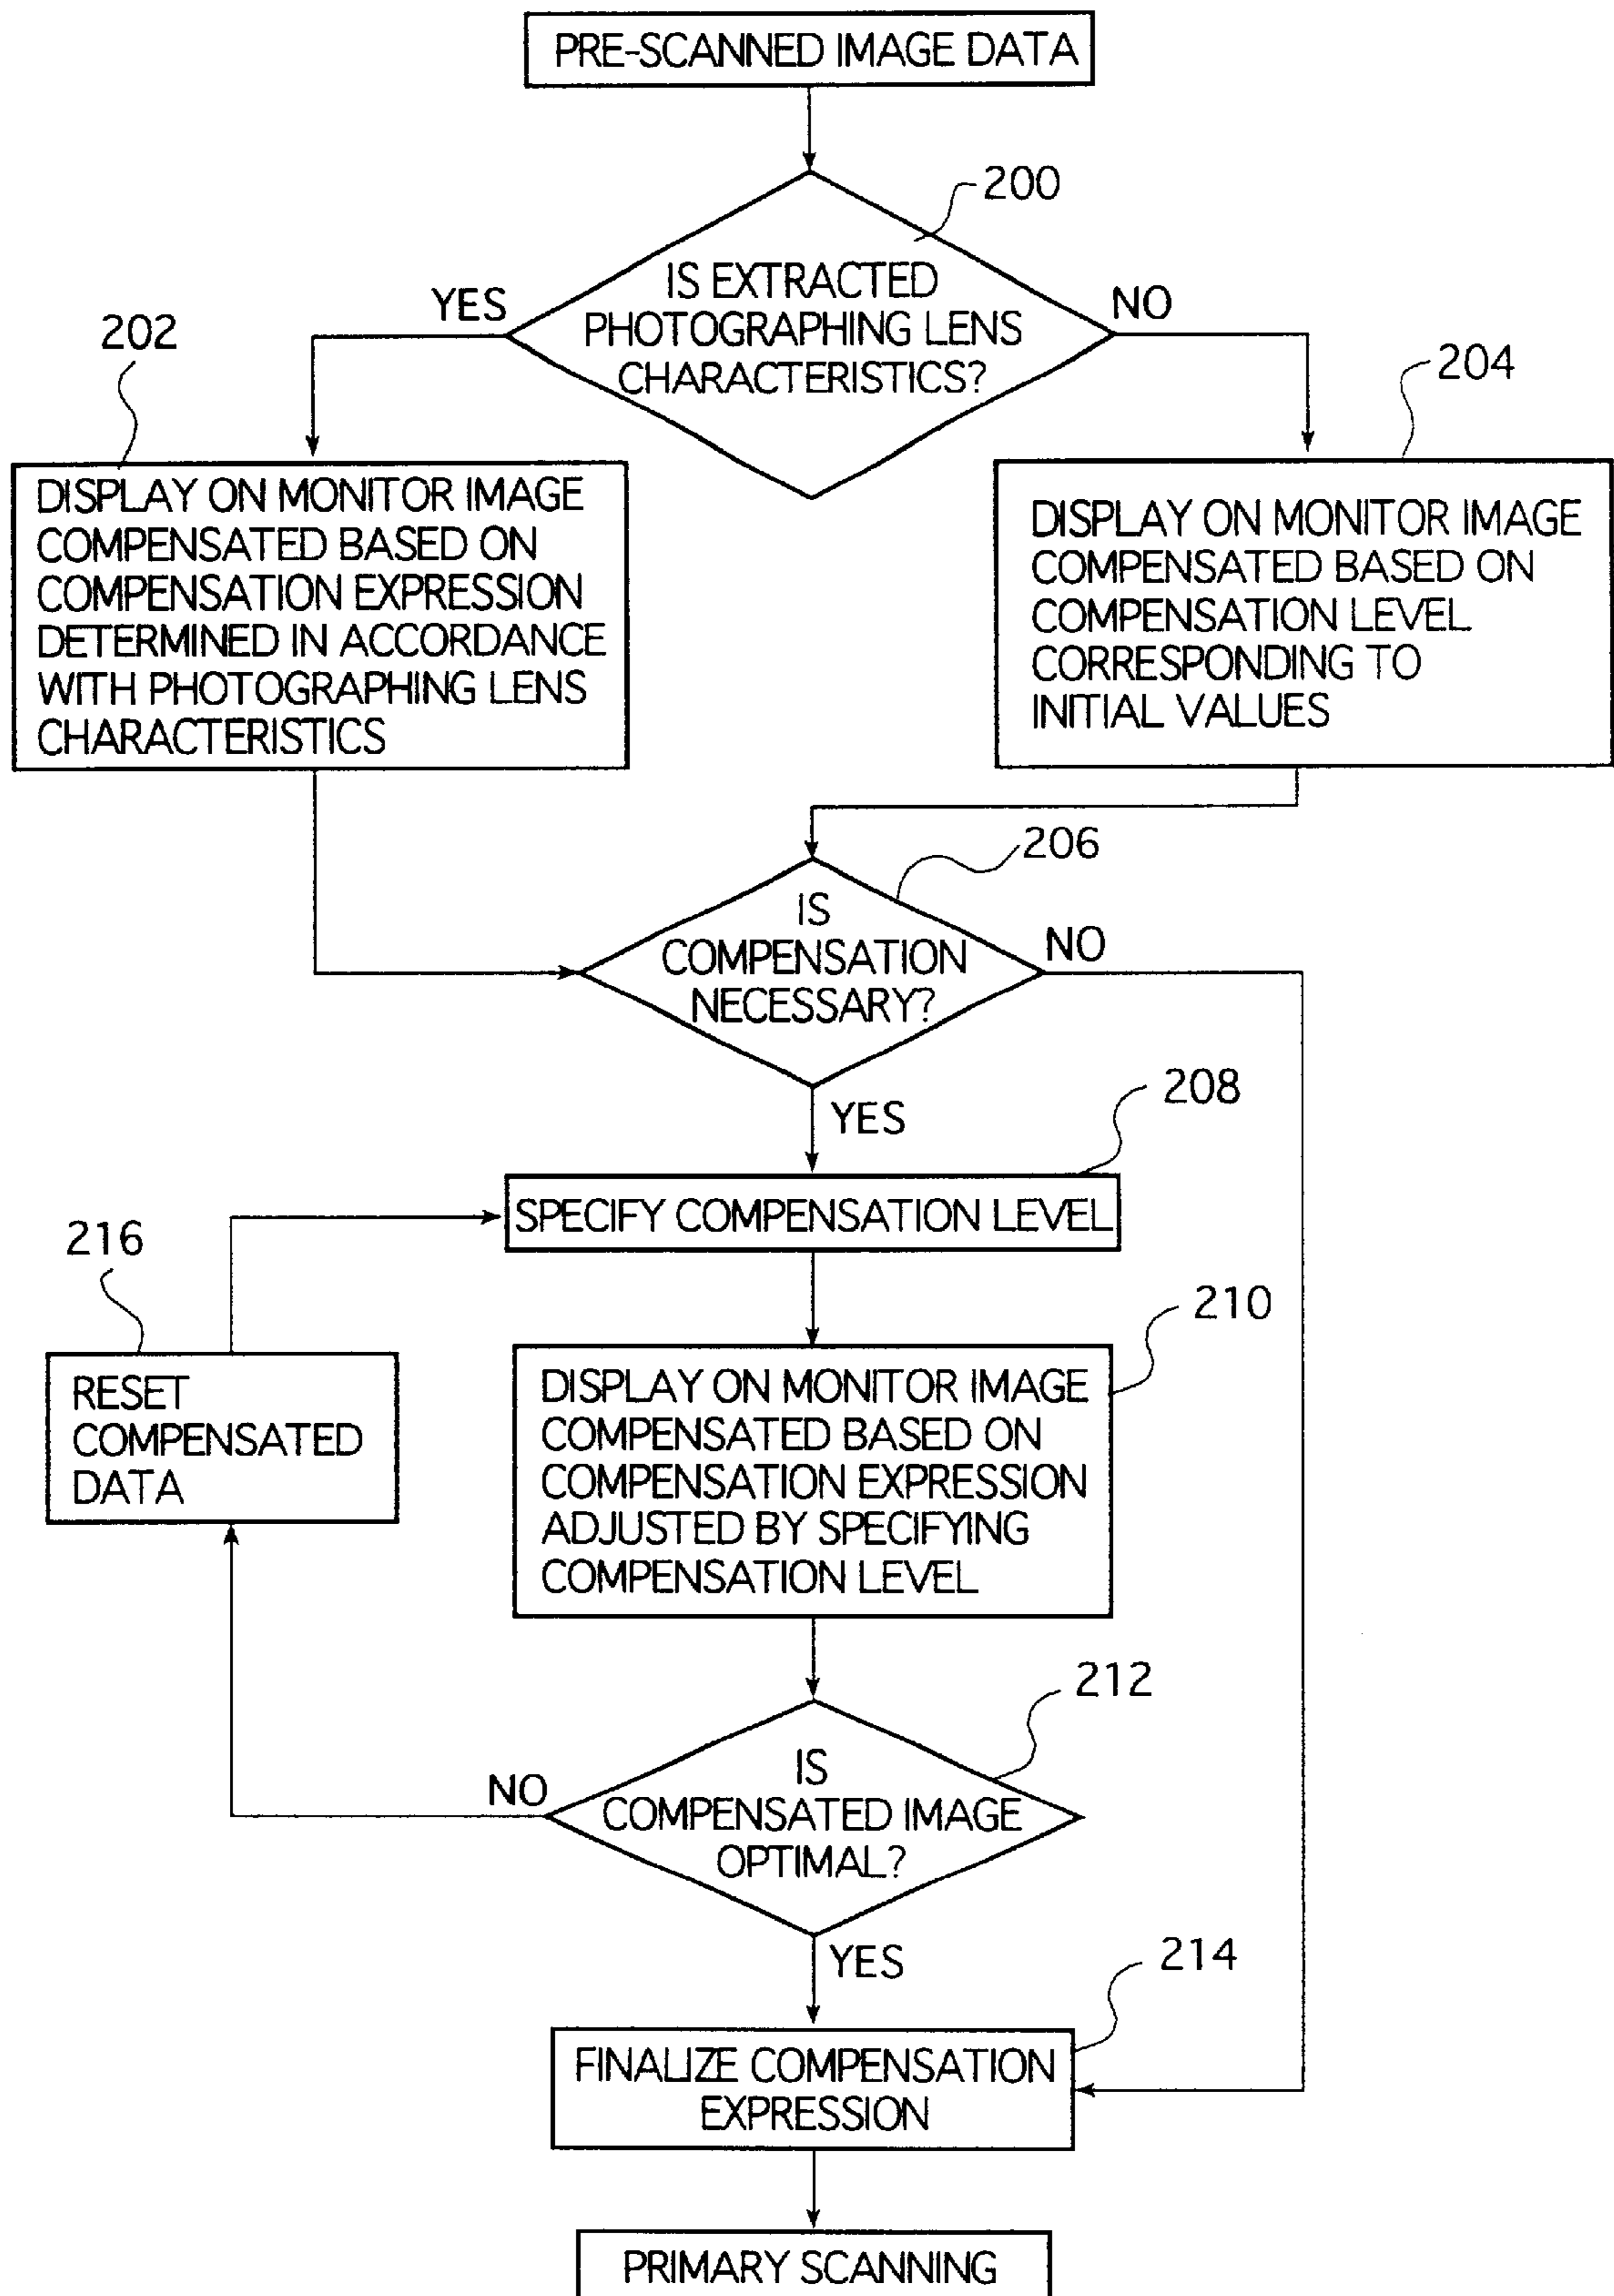 PRE-SCANNED IMAGE DATA
200
IS EXTRACTED
PHOTOGRAPHING LENS
CHARACTERISTICS?
YES
NO
202
204
DISPLAY ON MONITOR IMAGE
COMPENSATED BASED ON
COMPENSATION EXPRESSION
DETERMINED IN ACCORDANCE
WITH PHOTOGRAPHING LENS
CHARACTERISTICS
DISPLAY ON MONITOR IMAGE
COMPENSATED BASED ON
COMPENSATION LEVEL
CORRESPONDING TO
INITIAL VALUES
206
IS
COMPENSATION
NECESSARY?
NO
YES
208
SPECIFY COMPENSATION LEVEL
216
RESET
COMPENSATED
DATA
210
DISPLAY ON MONITOR IMAGE
COMPENSATED BASED ON
COMPENSATION EXPRESSION
ADJUSTED BY SPECIFYING
COMPENSATION LEVEL
212
IS
COMPENSATED IMAGE
OPTIMAL?
NO
YES
214
FINALIZE COMPENSATION
EXPRESSION
PRIMARY SCANNING